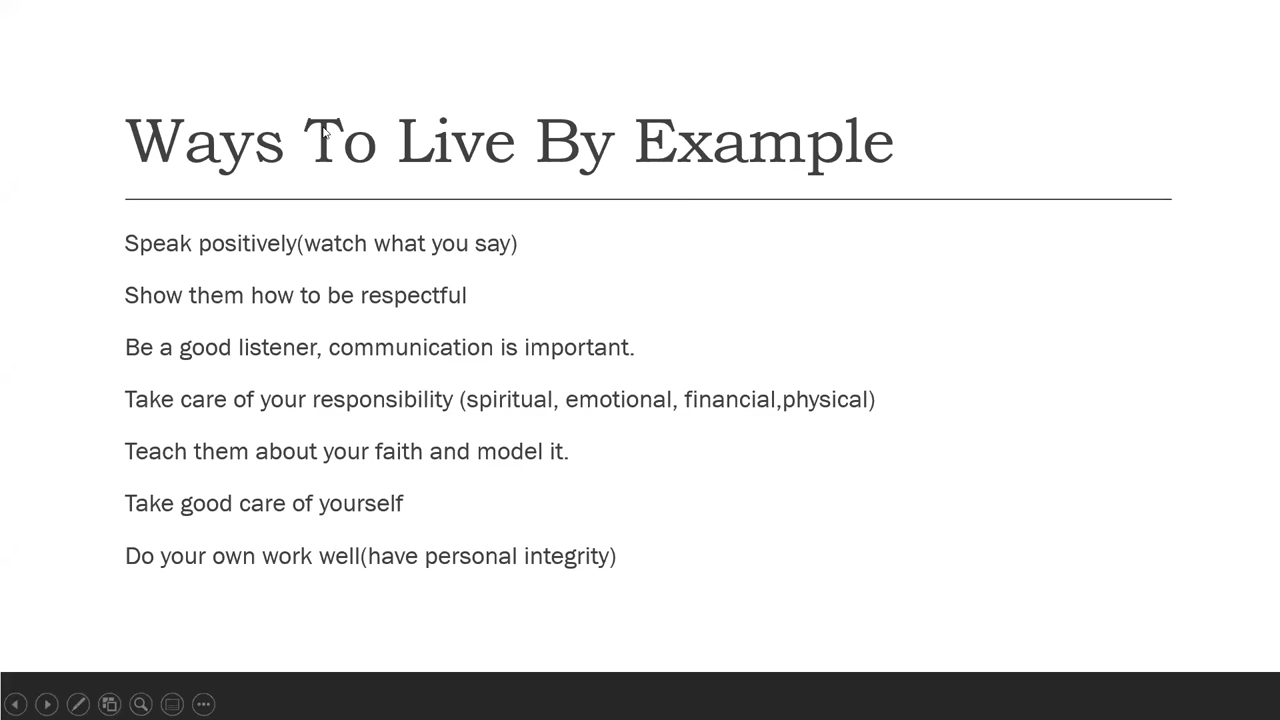 Ways To Live By Example
Speak positively(watch what you say)
Show them how to be respectful
Be a good listener, communication is important.
Take care of your responsibility (spiritual, emotional, financial,physical)
Teach them about your faith and model it.
Take good care of yourself
Do your own work well(have personal integrity)